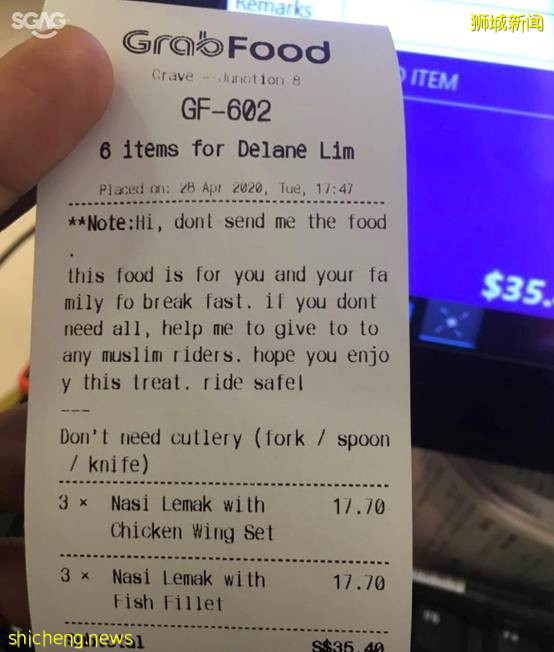 SGAG
Remarks
狮城新闻
GrabFood
Crave - Junction 8
ITEM
GF-602
6 items for Delane Lim
Placed on: 28 Apr 2020, Tue, 17:47
**Note:Hi, dont send me the food
.
this food is for you and your fa
mily fo break fast. if you dont
need all, help me to give to to
any muslim riders. hope you enjo
y this treat. ride safe!
---
Don't need cutlery (fork / spoon
/ knife)
$35.
3 × Nasi Lemak with 17.70
Chicken Wing Set
3 × Nasi Lemak with 17.70
Fish Fillet
Subtotal S$35.40
shicheng.news